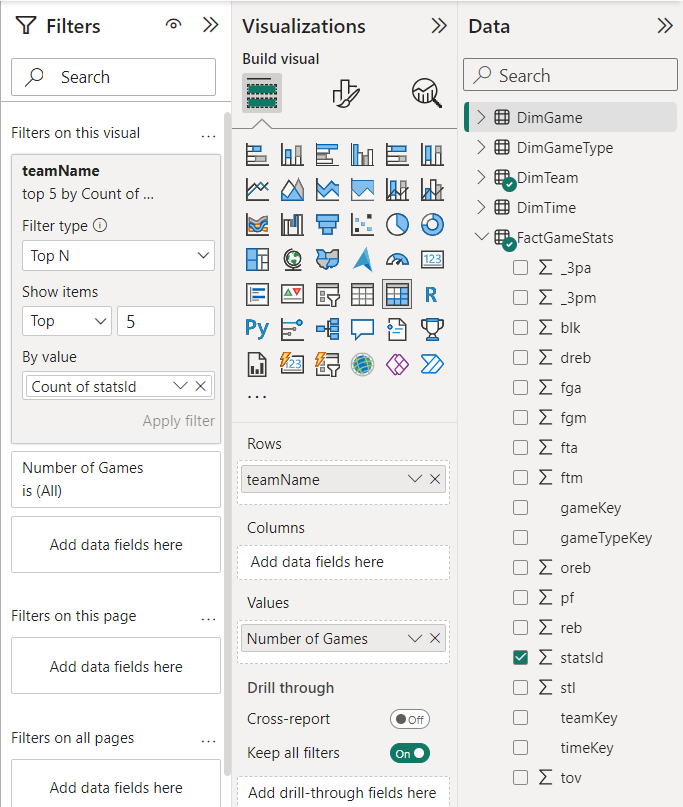 Filters
Search
Filters on this visual
...
teamName
top 5 by Count of ...
Filter type
Top N
Show items
Top
5
By value
Count of statsId
Apply filter
Number of Games
is (All)
Add data fields here
Filters on this page
...
Add data fields here
Filters on all pages
...
Add data fields here
Visualizations
Build visual
123
R
Py
123
...
Rows
teamName
Columns
Add data fields here
Values
Number of Games
Drill through
Cross-report
Off
Keep all filters
On
Add drill-through fields here
Data
Search
DimGame
DimGameType
DimTeam
DimTime
FactGameStats
_3pa
_3pm
blk
dreb
fga
fgm
fta
ftm
gameKey
gameTypeKey
oreb
pf
reb
statsId
stl
teamKey
timeKey
tov